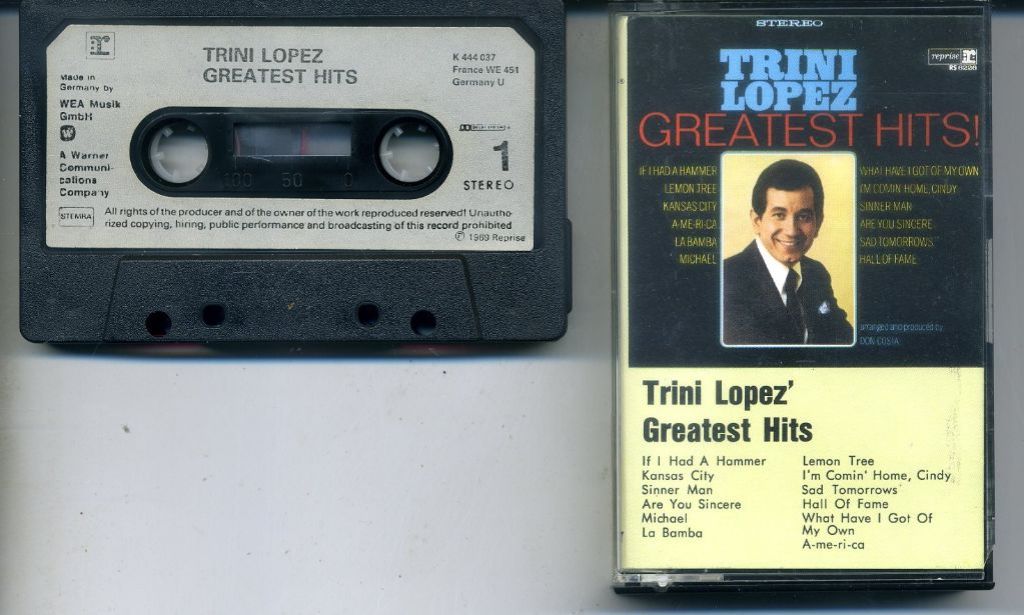 TRINI LOPEZ
GREATEST HITS
K 444 037
France WE 451
Germany U
Made in
Germany by
WEA Musik
GmbH
A Warner
Communi-
cations
Company
STEMRA
100 50 0
1
STEREO
All rights of the producer and of the owner of the work reproduced reserved! Unautho-
rized copying, hiring, public performance and broadcasting of this record prohibited
℗ 1969 Reprise
STEREO
TRINI
LOPEZ
reprise
RS 6226
GREATEST HITS!
IF I HAD A HAMMER
LEMON TREE
KANSAS CITY
A-ME-RI-CA
LA BAMBA
MICHAEL
WHAT HAVE I GOT OF MY OWN
I'M COMIN HOME, CINDY
SINNER MAN
ARE YOU SINCERE
SAD TOMORROWS
HALL OF FAME
arranged and produced by
DON COSTA
Trini Lopez'
Greatest Hits
If I Had A Hammer
Kansas City
Sinner Man
Are You Sincere
Michael
La Bamba
Lemon Tree
I'm Comin' Home, Cindy
Sad Tomorrows
Hall Of Fame
What Have I Got Of
My Own
A-me-ri-ca